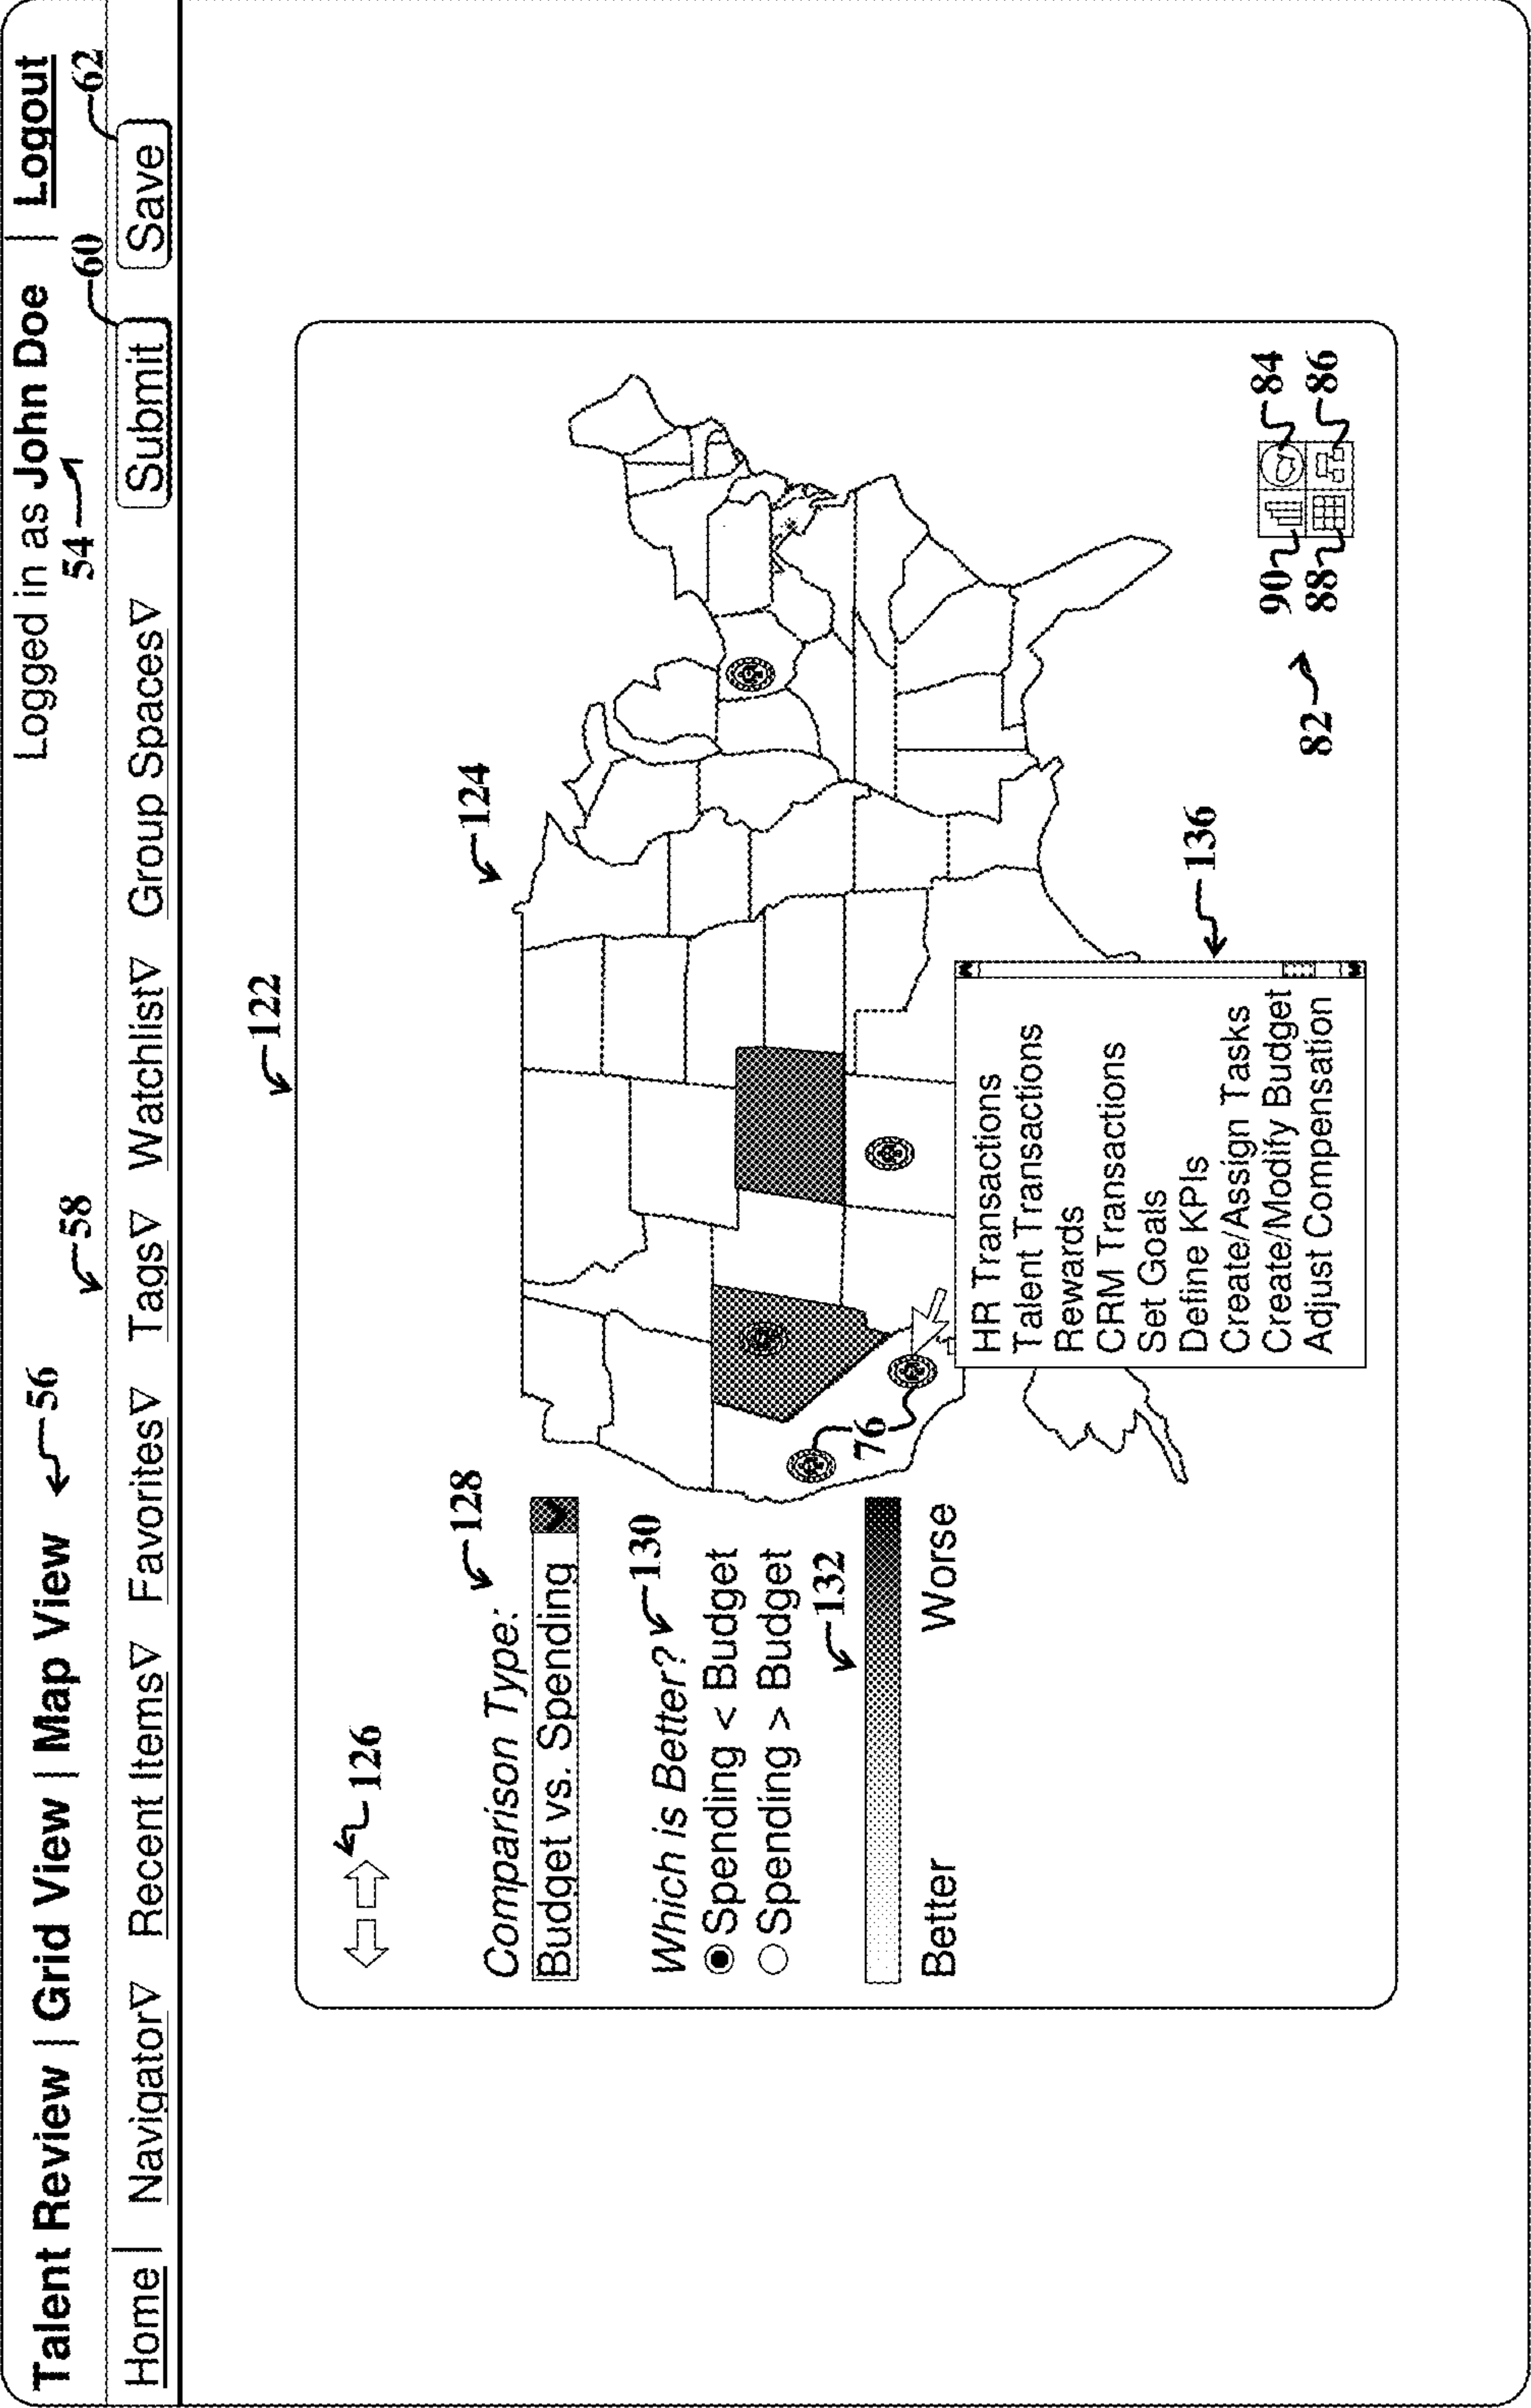 Talent Review | Grid View | Map View 56
Logged in as John Doe | Logout
58
54
60
62
Home | Navigator▽ Recent Items▽ Favorites▽ Tags▽ Watchlist▽ Group Spaces▽ Submit Save
122
126
124
128
Comparison Type:
Budget vs. Spending
130
Which is Better?
Spending < Budget
Spending > Budget
132
Better Worse
76
HR Transactions
Talent Transactions
Rewards
CRM Transactions
Set Goals
Define KPIs
Create/Assign Tasks
Create/Modify Budget
Adjust Compensation
136
82
90 84
88 86